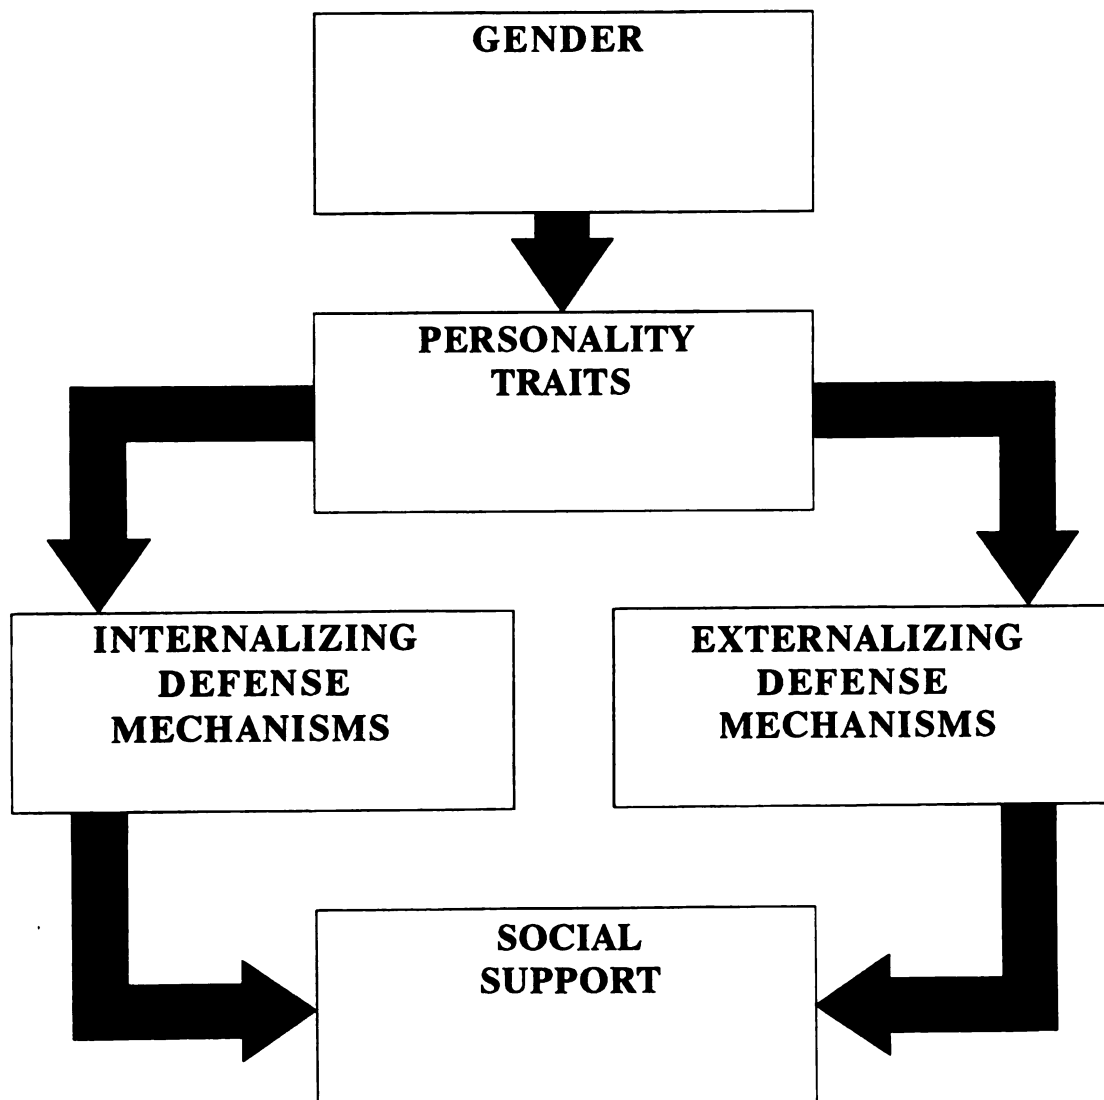 GENDER
PERSONALITY
TRAITS
INTERNALIZING
DEFENSE
MECHANISMS
EXTERNALIZING
DEFENSE
MECHANISMS
SOCIAL
SUPPORT